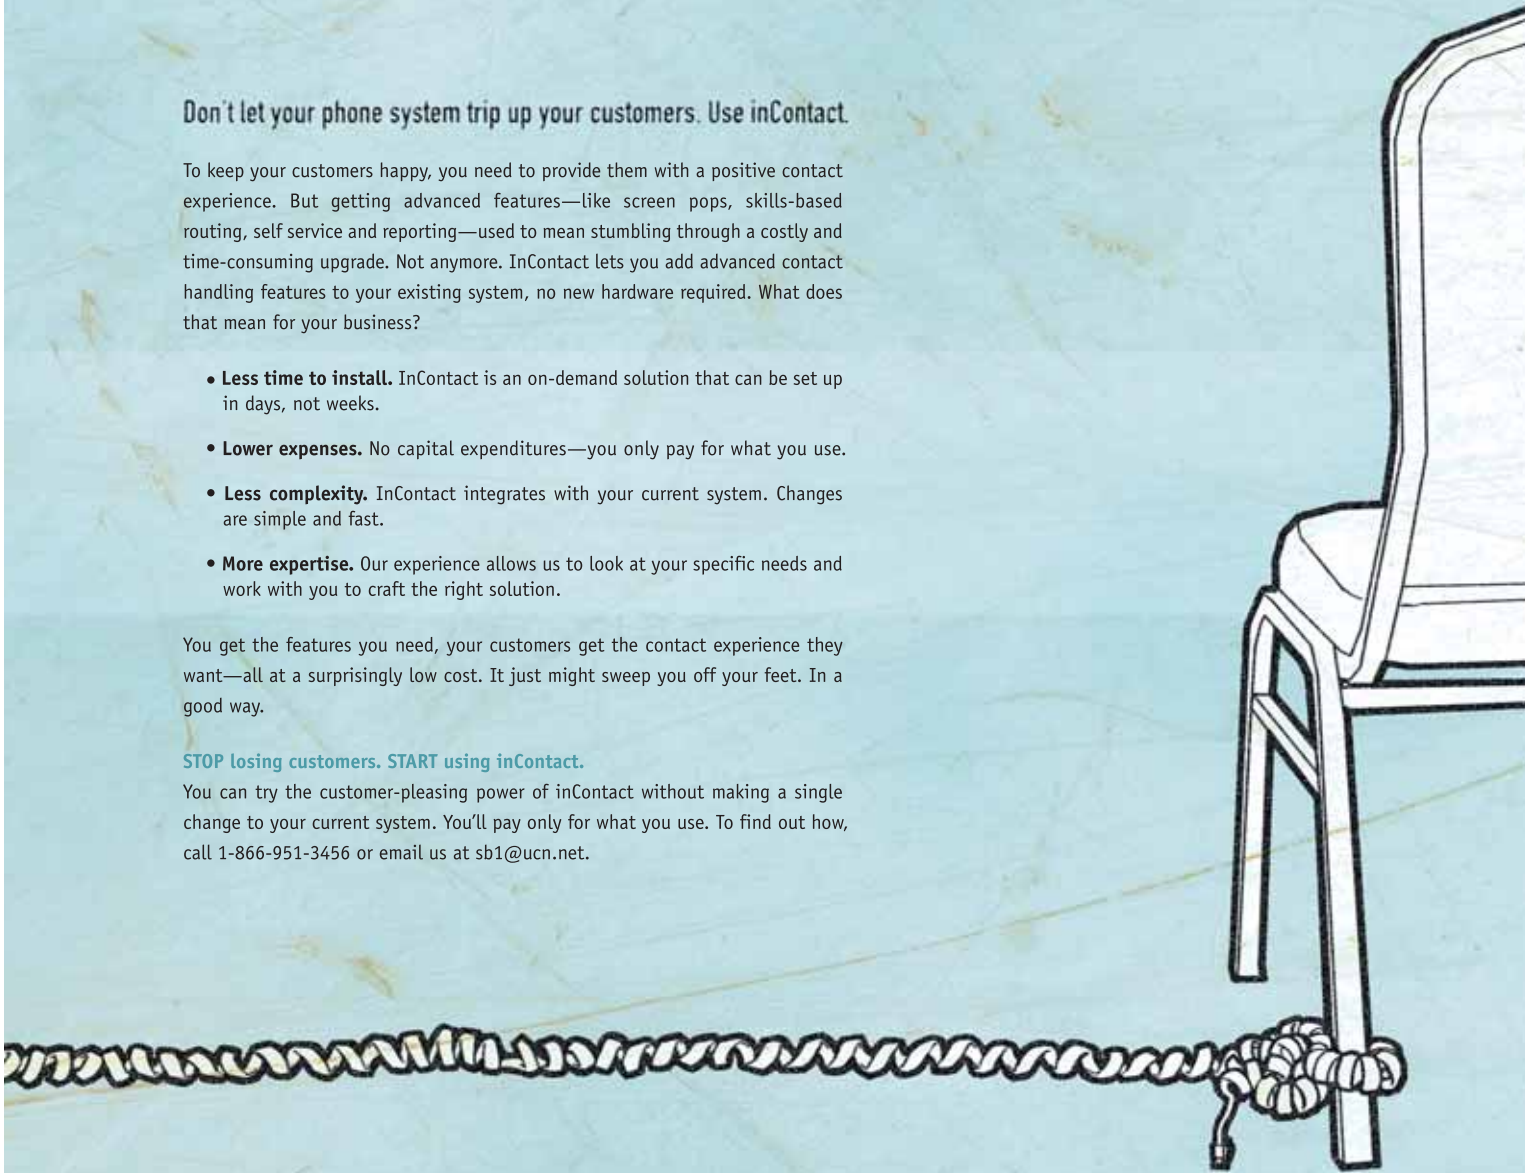 Don't let your phone system trip up your customers. Use inContact.
To keep your customers happy, you need to provide them with a positive contact
experience. But getting advanced features—like screen pops, skills-based
routing, self service and reporting—used to mean stumbling through a costly and
time-consuming upgrade. Not anymore. InContact lets you add advanced contact
handling features to your existing system, no new hardware required. What does
that mean for your business?
• Less time to install. InContact is an on-demand solution that can be set up
in days, not weeks.
• Lower expenses. No capital expenditures—you only pay for what you use.
• Less complexity. InContact integrates with your current system. Changes
are simple and fast.
• More expertise. Our experience allows us to look at your specific needs and
work with you to craft the right solution.
You get the features you need, your customers get the contact experience they
want—all at a surprisingly low cost. It just might sweep you off your feet. In a
good way.
STOP losing customers. START using inContact.
You can try the customer-pleasing power of inContact without making a single
change to your current system. You'll pay only for what you use. To find out how,
call 1-866-951-3456 or email us at sb1@ucn.net.